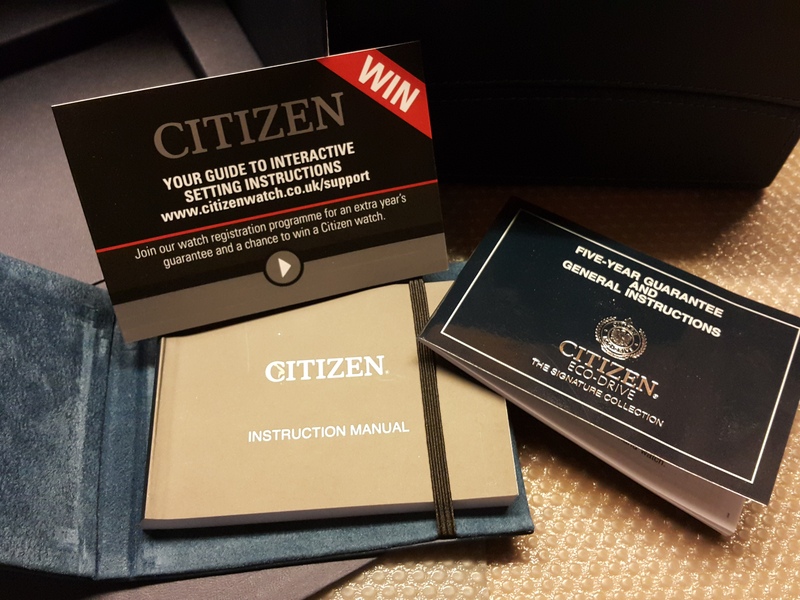 WIN
CITIZEN
YOUR GUIDE TO INTERACTIVE
SETTING INSTRUCTIONS
www.citizenwatch.co.uk/support
Join our watch registration programme for an extra year's
guarantee and a chance to win a Citizen watch.
CITIZEN
INSTRUCTION MANUAL
FIVE-YEAR GUARANTEE
AND
GENERAL INSTRUCTIONS
CITIZEN
ECO-DRIVE
THE SIGNATURE COLLECTION